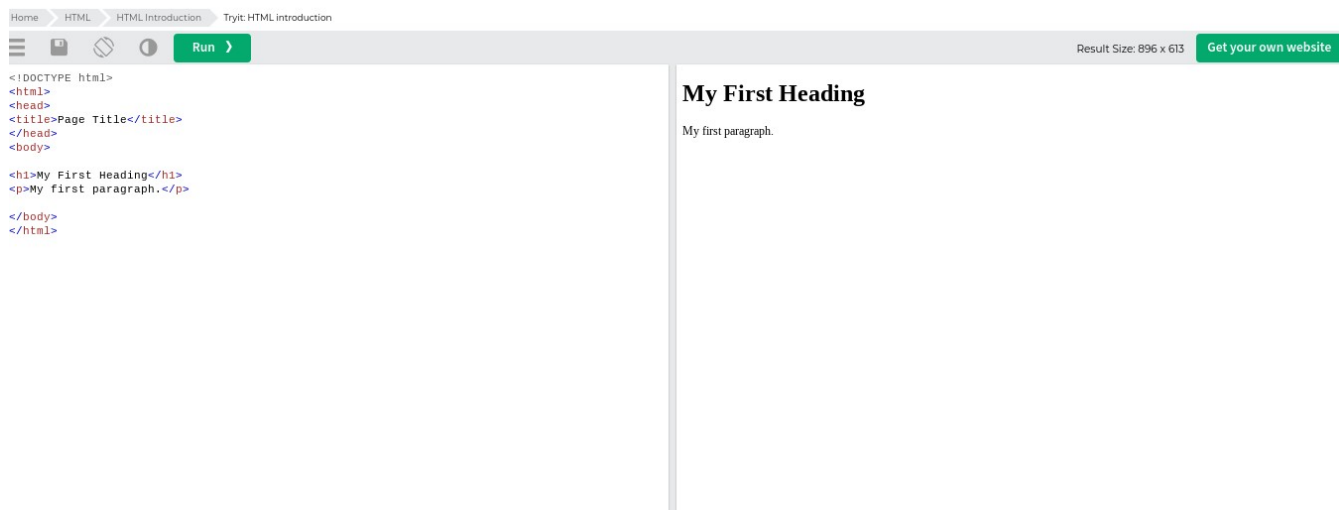 Home HTML HTML Introduction Tryit: HTML introduction
Run ❯ Result Size: 896 x 613 Get your own website
<!DOCTYPE html>
<html>
<head>
<title>Page Title</title>
</head>
<body>
<h1>My First Heading</h1>
<p>My first paragraph.</p>
</body>
</html>
My First Heading
My first paragraph.